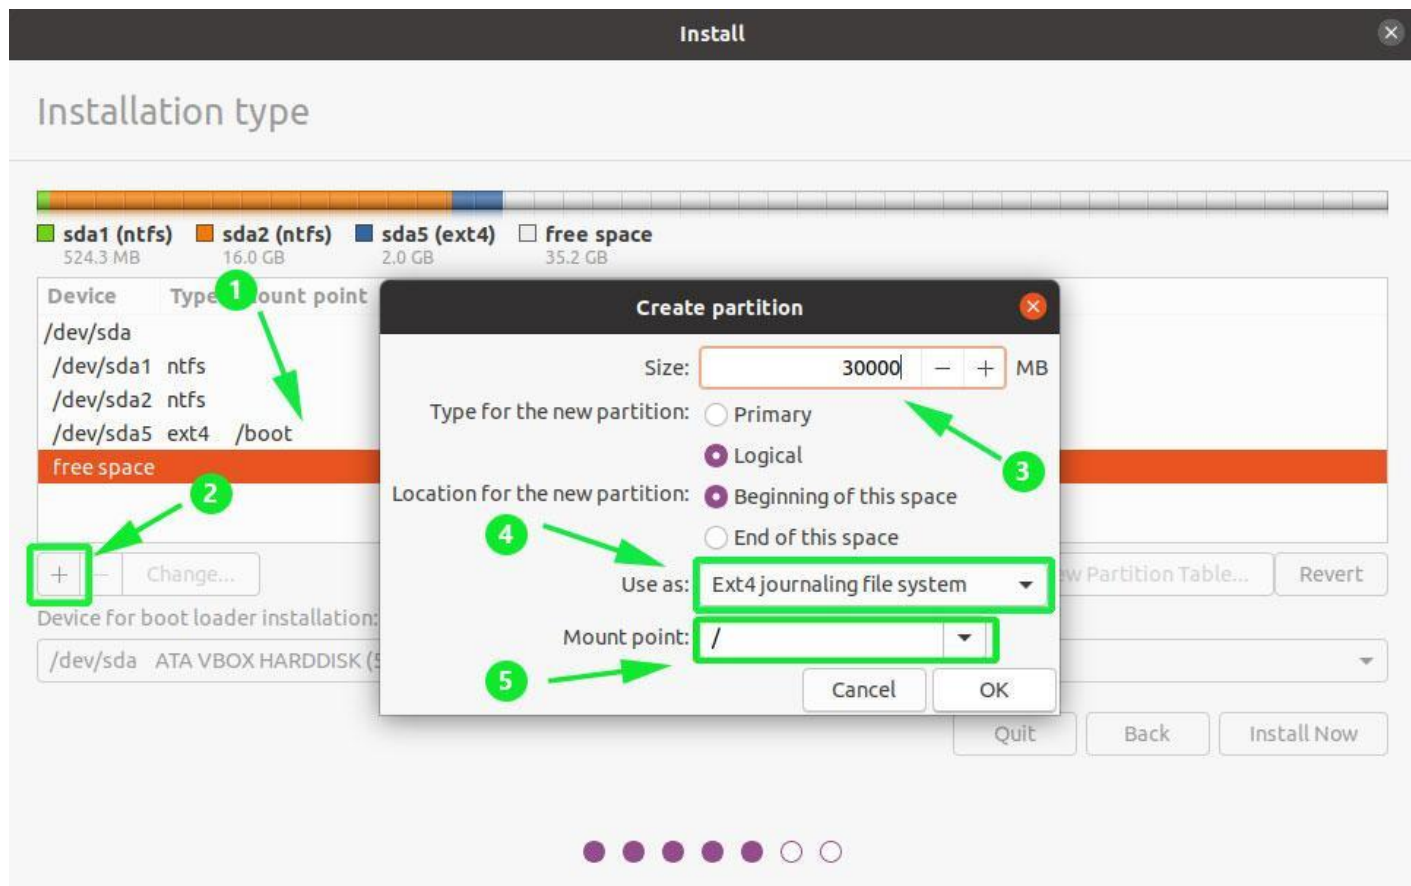 Install
Installation type
sda1 (ntfs) sda2 (ntfs) sda5 (ext4) free space
524.3 MB 16.0 GB 2.0 GB 35.2 GB
Device Type 1 ount point
/dev/sda
/dev/sda1 ntfs
/dev/sda2 ntfs
/dev/sda5 ext4 /boot
free space
2
+ – Change...
Device for boot loader installation:
/dev/sda ATA VBOX HARDDISK (5
Create partition
Size: 30000 – + MB
Type for the new partition: Primary
Logical
3
Location for the new partition: Beginning of this space
4
End of this space
Use as: Ext4 journaling file system
Mount point: /
5
Cancel OK
w Partition Table... Revert
Quit Back Install Now